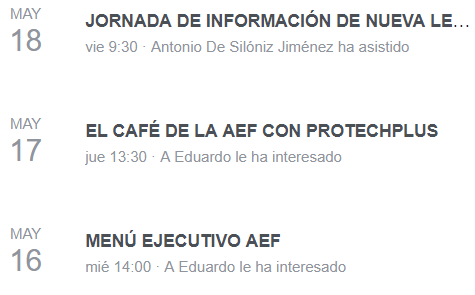 MAY
18
JORNADA DE INFORMACIÓN DE NUEVA LE...
vie 9:30 · Antonio De Silóniz Jiménez ha asistido
MAY
17
EL CAFÉ DE LA AEF CON PROTECHPLUS
jue 13:30 · A Eduardo le ha interesado
MAY
16
MENÚ EJECUTIVO AEF
mié 14:00 · A Eduardo le ha interesado